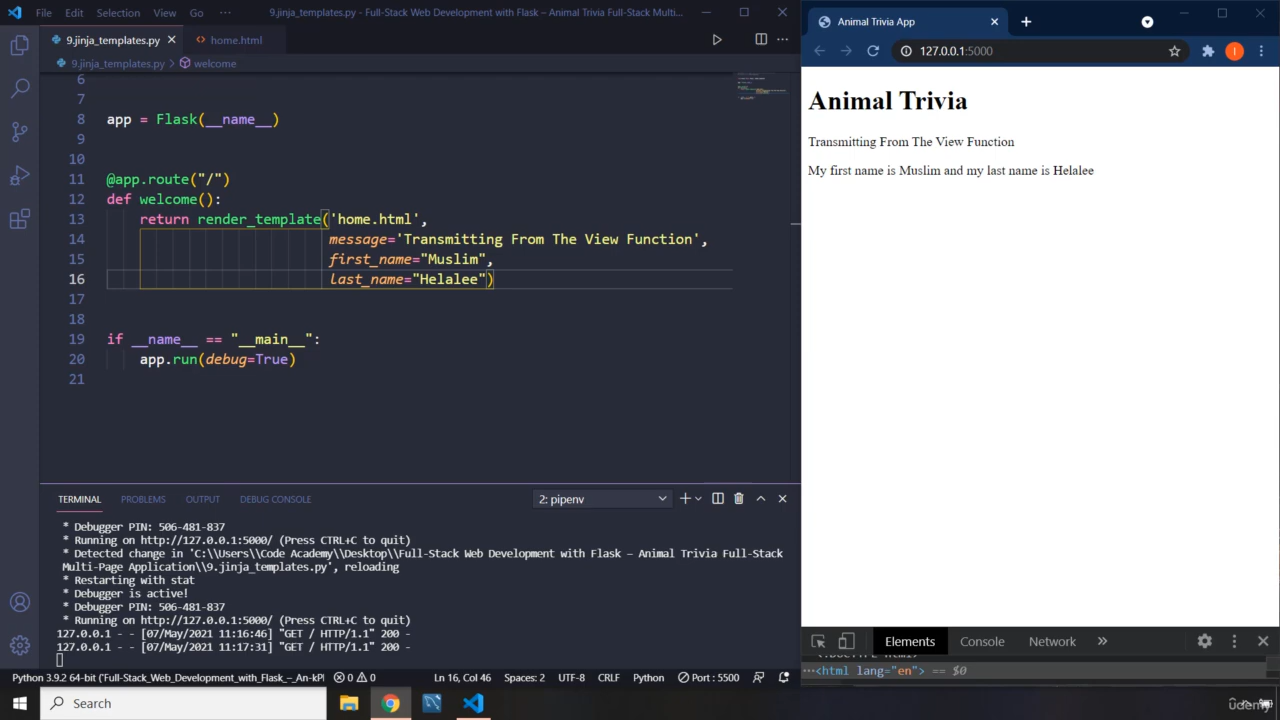 File Edit Selection View Go ··· 9.jinja_templates.py - Full-Stack Web Development with Flask – Animal Trivia Full-Stack Multi-...
9.jinja_templates.py home.html
9.jinja_templates.py > welcome
6
7
8 app = Flask(__name__)
9
10
11 @app.route("/")
12 def welcome():
13 return render_template('home.html',
14 message='Transmitting From The View Function',
15 first_name="Muslim",
16 last_name="Helalee")
17
18
19 if __name__ == "__main__":
20 app.run(debug=True)
21
TERMINAL PROBLEMS OUTPUT DEBUG CONSOLE 2: pipenv
* Debugger PIN: 506-481-837
* Running on http://127.0.0.1:5000/ (Press CTRL+C to quit)
* Detected change in 'C:\\Users\\Code Academy\\Desktop\\Full-Stack Web Development with Flask – Animal Trivia Full-Stack
Multi-Page Application\\9.jinja_templates.py', reloading
* Restarting with stat
* Debugger is active!
* Debugger PIN: 506-481-837
* Running on http://127.0.0.1:5000/ (Press CTRL+C to quit)
127.0.0.1 - - [07/May/2021 11:16:46] "GET / HTTP/1.1" 200 -
127.0.0.1 - - [07/May/2021 11:17:31] "GET / HTTP/1.1" 200 -
Python 3.9.2 64-bit 0 0 Ln 16, Col 46 Spaces: 2 UTF-8 CRLF Python Port : 5500
Search
Animal Trivia App
127.0.0.1:5000
I
Animal Trivia
Transmitting From The View Function
My first name is Muslim and my last name is Helalee
Elements Console Network »
···<html lang="en"> == $0
udemy